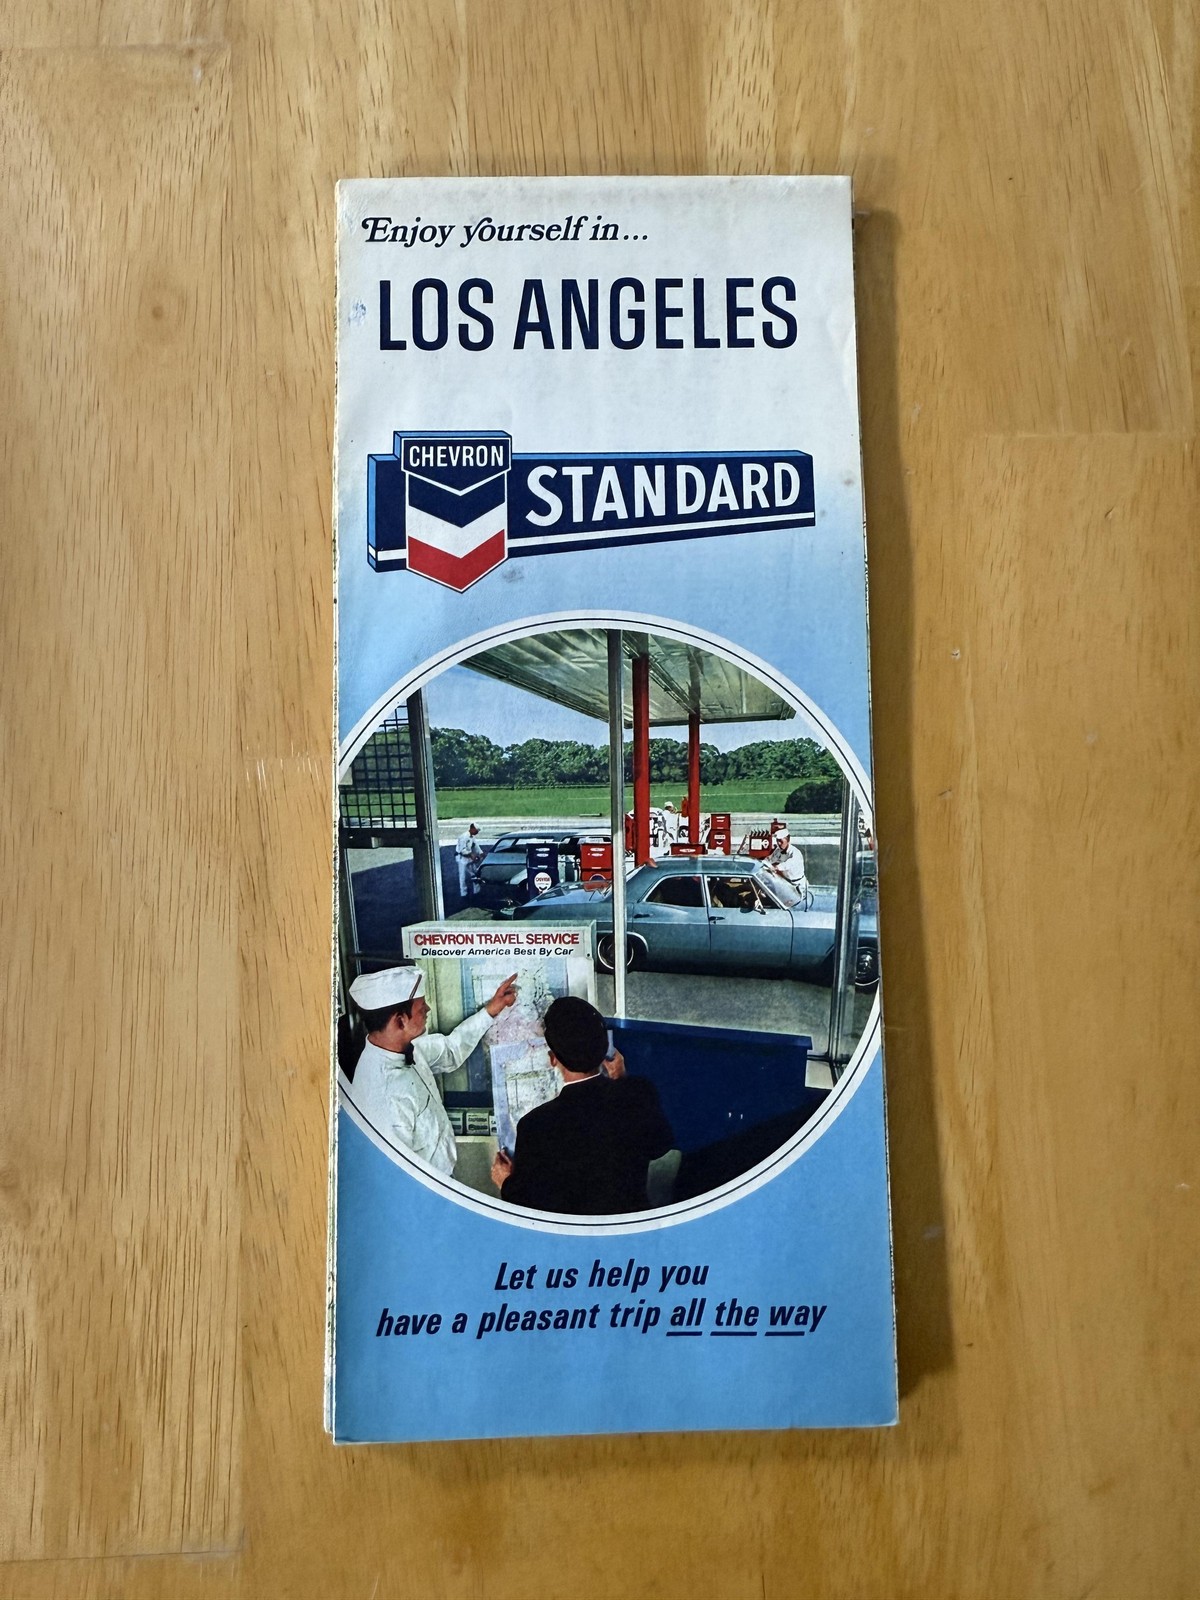 Enjoy yourself in...
LOS ANGELES
CHEVRON
STANDARD
CHEVRON TRAVEL SERVICE
Discover America Best By Car
Let us help you
have a pleasant trip all the way